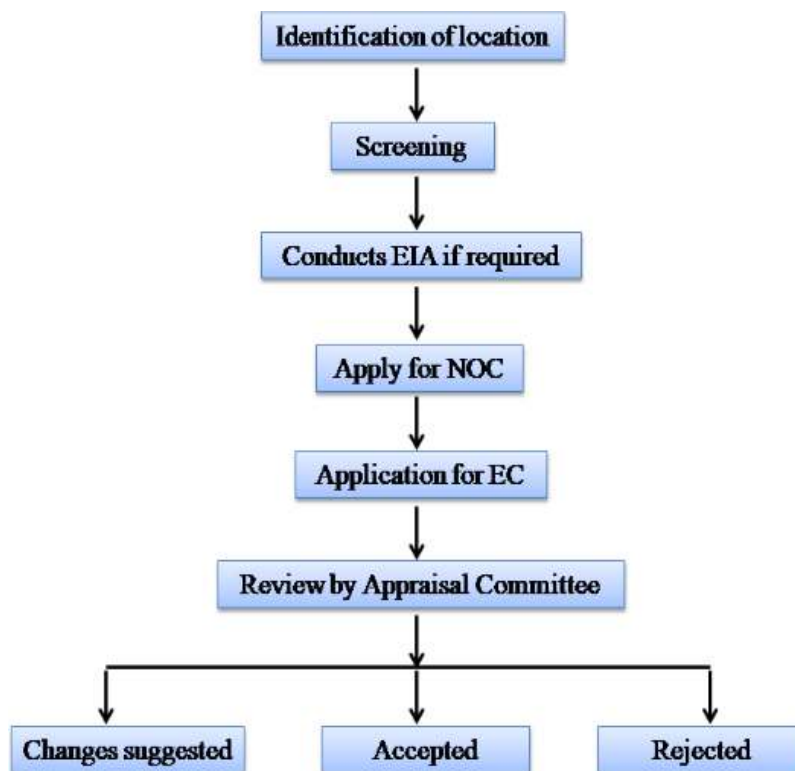 Identification of location
Screening
Conducts EIA if required
Apply for NOC
Application for EC
Review by Appraisal Committee
Changes suggested
Accepted
Rejected